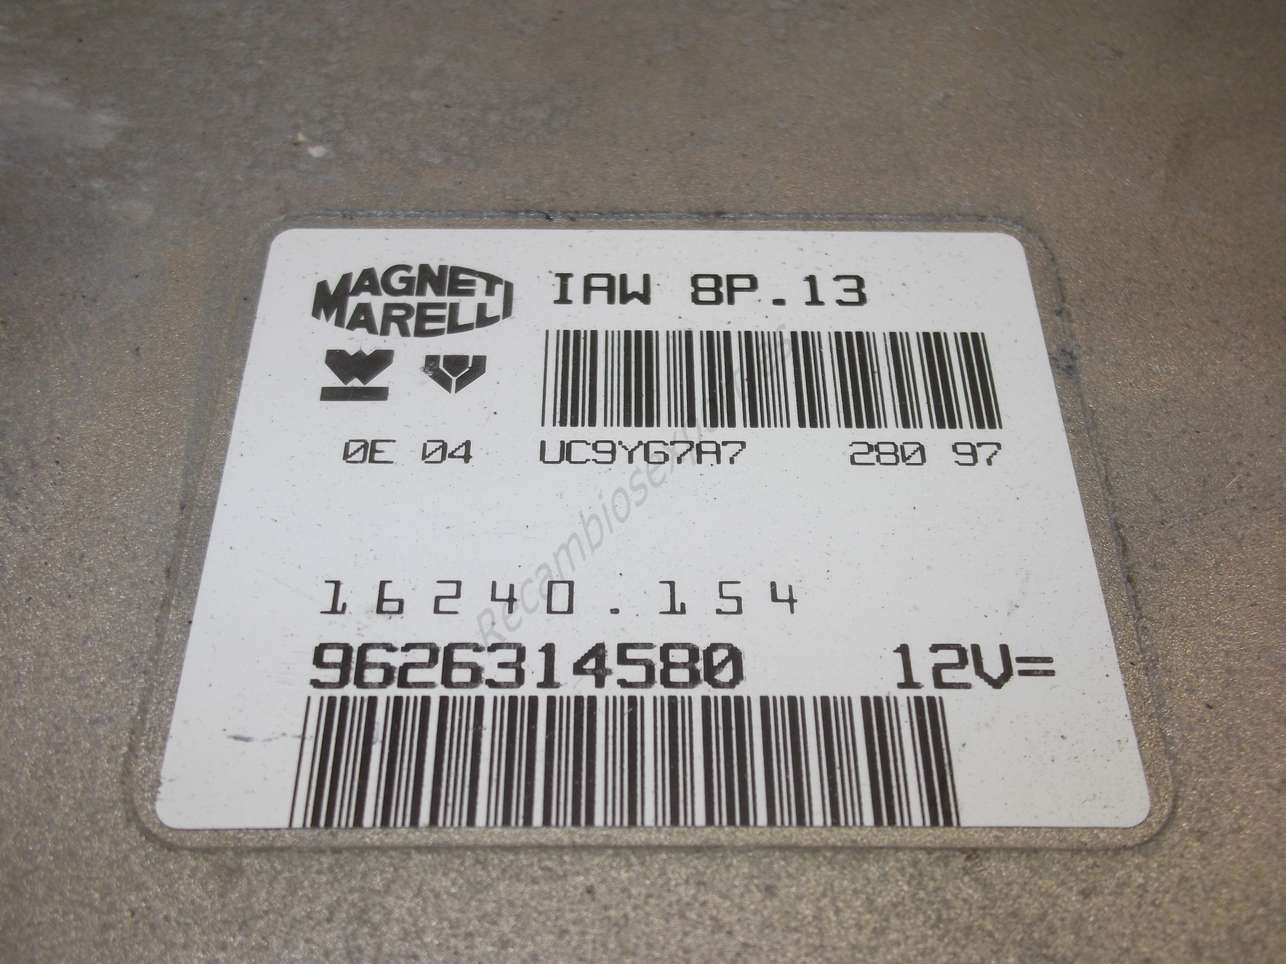 MAGNETI
MARELLI
IAW 8P.13
0E 04 UC9YG7A7 280 97
16240.154
9626314580 12V=